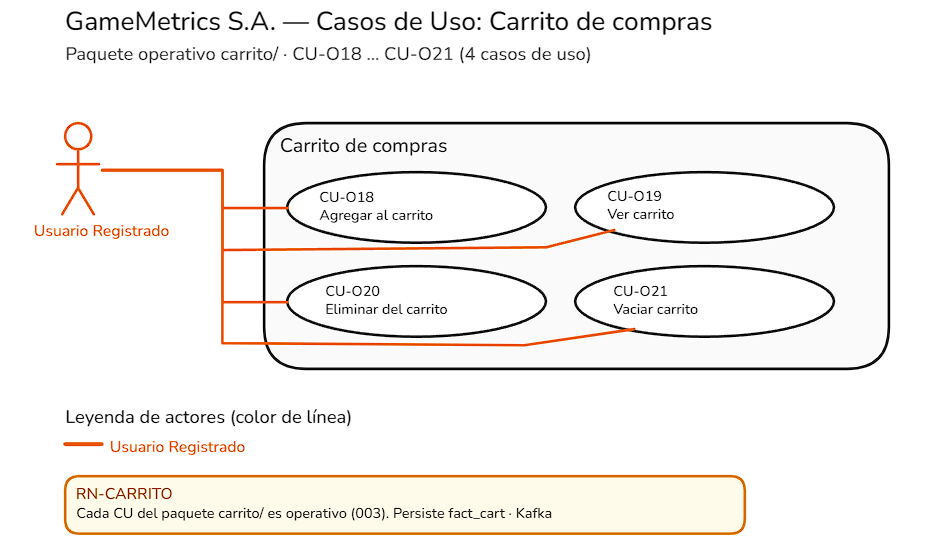 GameMetrics S.A. — Casos de Uso: Carrito de compras
Paquete operativo carrito/ · CU-O18 ... CU-O21 (4 casos de uso)
Carrito de compras
CU-O18
Agregar al carrito
CU-O19
Ver carrito
Usuario Registrado
CU-O20
Eliminar del carrito
CU-O21
Vaciar carrito
Leyenda de actores (color de línea)
Usuario Registrado
RN-CARRITO
Cada CU del paquete carrito/ es operativo (003). Persiste fact_cart · Kafka